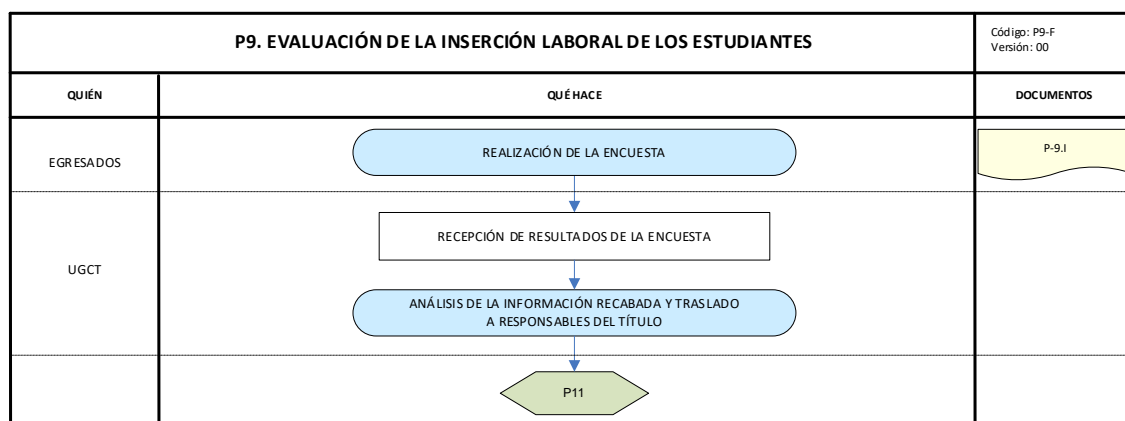 P9. EVALUACIÓN DE LA INSERCIÓN LABORAL DE LOS ESTUDIANTES
Código: P9-F
Versión: 00
QUIÉN
QUÉ HACE
DOCUMENTOS
EGRESADOS
REALIZACIÓN DE LA ENCUESTA
P-9.I
UGCT
RECEPCIÓN DE RESULTADOS DE LA ENCUESTA
ANÁLISIS DE LA INFORMACIÓN RECABADA Y TRASLADO
A RESPONSABLES DEL TÍTULO
P11